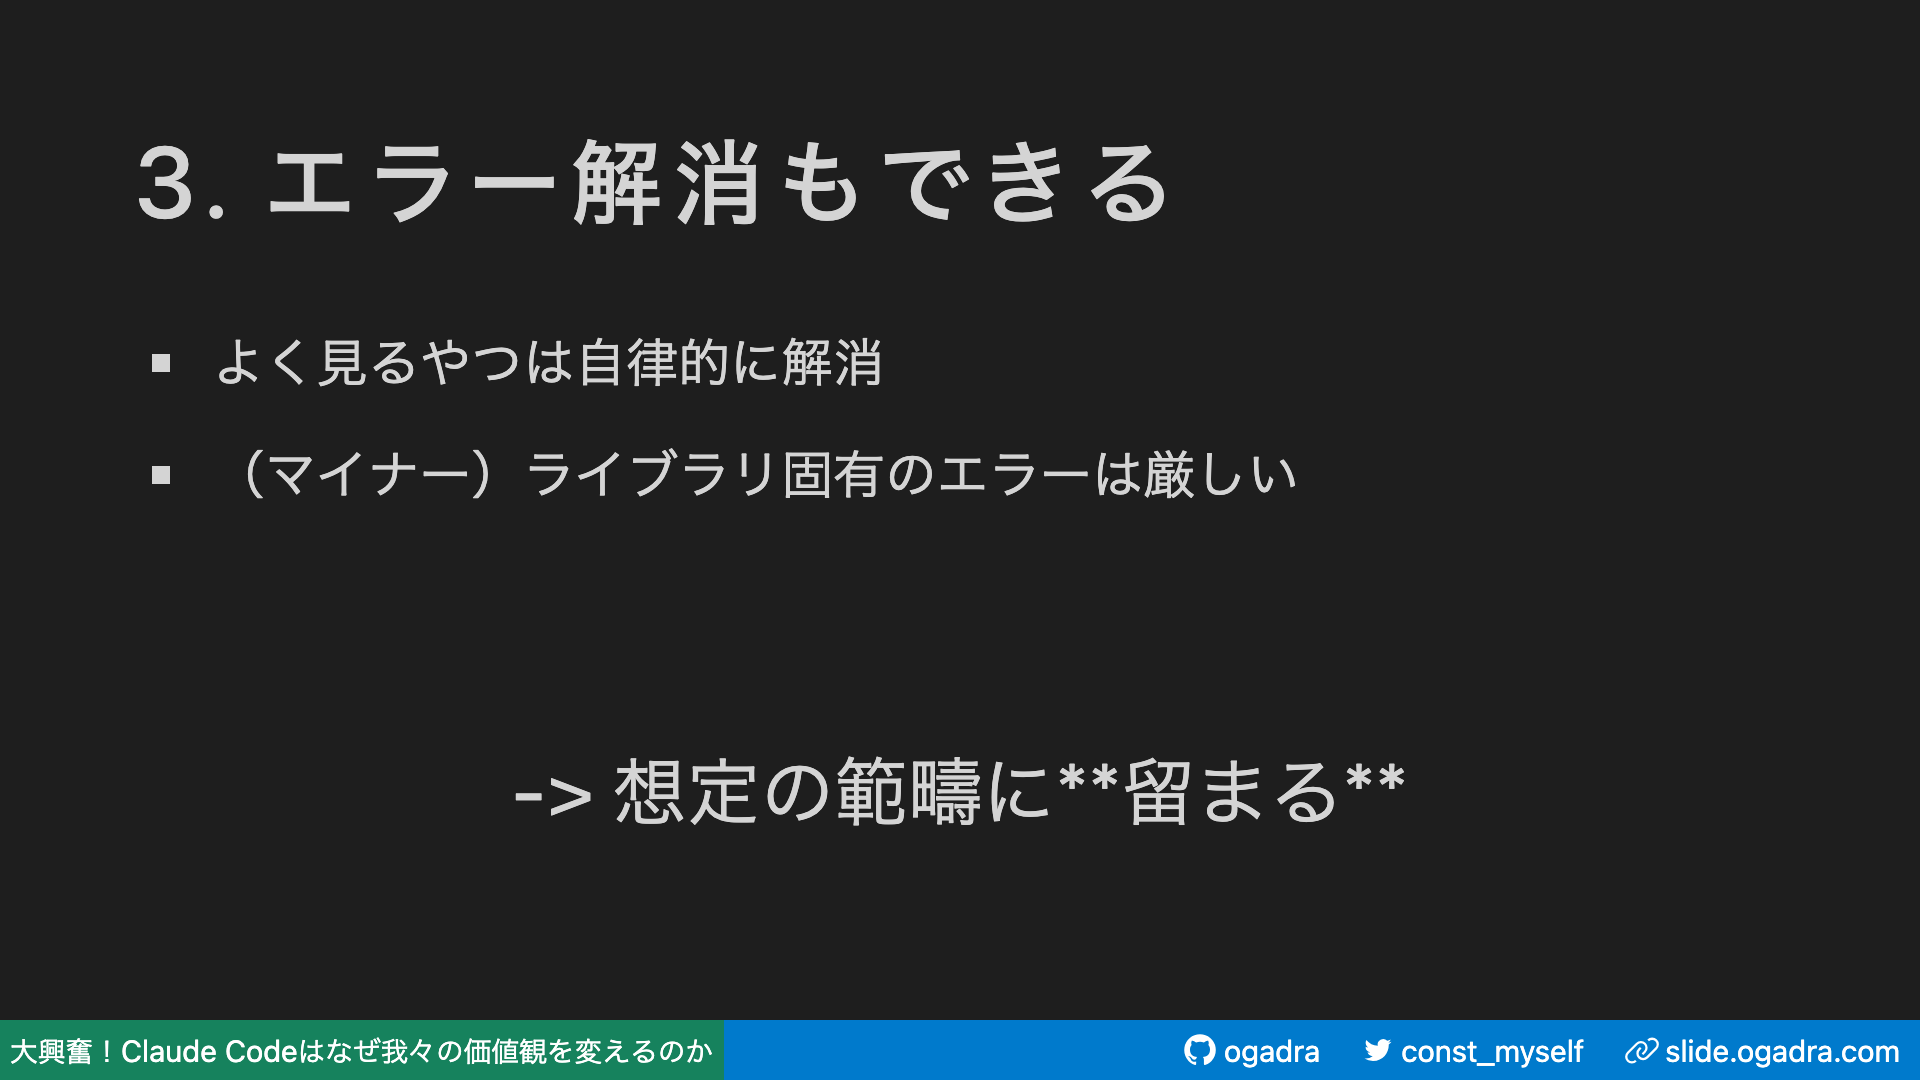 3. エラー解消もできる
よく見るやつは自律的に解消
（マイナー）ライブラリ固有のエラーは厳しい
-> 想定の範疇に**留まる**
大興奮！Claude Codeはなぜ我々の価値観を変えるのか
ogadra const_myself slide.ogadra.com